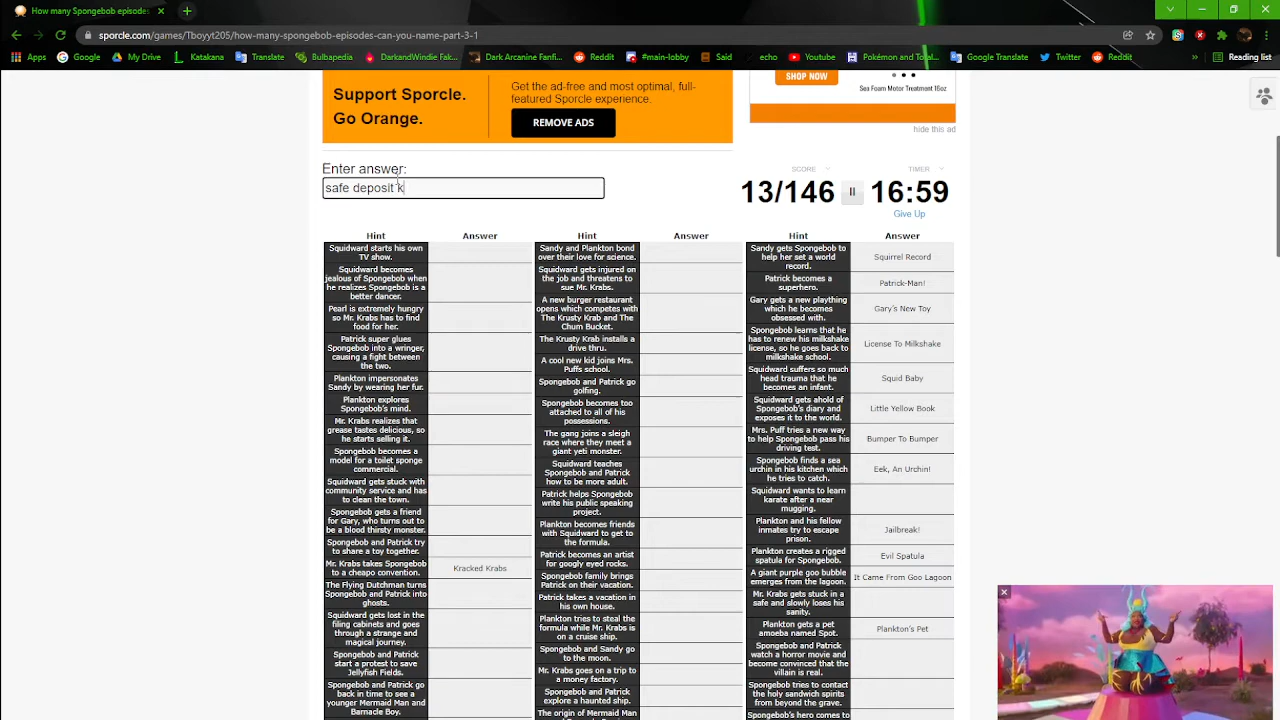 How many Spongebob episodes
sporcle.com/games/Tboyyt205/how-many-spongebob-episodes-can-you-name-part-3-1
Apps
Google
My Drive
Katakana
Translate
Bulbapedia
DarkandWindie Fak...
Dark Arcanine Fanfi...
Reddit
#main-lobby
Said
echo
Youtube
Pokémon and Total...
Google Translate
Twitter
Reddit
»
Reading list
Support Sporcle.
Go Orange.
Get the ad-free and most optimal, full-
featured Sporcle experience.
REMOVE ADS
SHOP NOW
Sea Foam Motor Treatment 16oz
hide this ad
Enter answer:
safe deposit k
SCORE
13/146
TIMER
16:59
Give Up
Hint
Answer
Squidward starts his own
TV show.
Squidward becomes
jealous of Spongebob when
he realizes Spongebob is a
better dancer.
Pearl is extremely hungry
so Mr. Krabs has to find
food for her.
Patrick super glues
Spongebob into a wringer,
causing a fight between
the two.
Plankton impersonates
Sandy by wearing her fur.
Plankton explores
Spongebob's mind.
Mr. Krabs realizes that
grease tastes delicious, so
he starts selling it.
Spongebob becomes a
model for a toilet sponge
commercial.
Squidward gets stuck with
community service and has
to clean the town.
Spongebob gets a friend
for Gary, who turns out to
be a blood thirsty monster.
Spongebob and Patrick try
to share a toy together.
Mr. Krabs takes Spongebob
to a cheapo convention.
Kracked Krabs
The Flying Dutchman turns
Spongebob and Patrick into
ghosts.
Squidward gets lost in the
filing cabinets and goes
through a strange and
magical journey.
Spongebob and Patrick
start a protest to save
Jellyfish Fields.
Spongebob and Patrick go
back in time to see a
younger Mermaid Man and
Barnacle Boy.
Hint
Answer
Sandy and Plankton bond
over their love for science.
Squidward gets injured on
the job and threatens to
sue Mr. Krabs.
A new burger restaurant
opens which competes with
The Krusty Krab and The
Chum Bucket.
The Krusty Krab installs a
drive thru.
A cool new kid joins Mrs.
Puffs school.
Spongebob and Patrick go
golfing.
Spongebob becomes too
attached to all of his
possessions.
The gang joins a sleigh
race where they meet a
giant yeti monster.
Squidward teaches
Spongebob and Patrick
how to be more adult.
Patrick helps Spongebob
write his public speaking
project.
Plankton becomes friends
with Squidward to get to the
formula.
Patrick becomes an artist
for googly eyed rocks.
Spongebob family brings
Patrick on their vacation.
Patrick takes a vacation in
his own house.
Plankton tries to steal the
formula while Mr. Krabs is
on a cruise ship.
Spongebob and Sandy go
to the moon.
Mr. Krabs goes on a trip to
a money factory.
Spongebob and Patrick
explore a haunted ship.
The origin of Mermaid Man
Hint
Answer
Sandy gets Spongebob to
help her set a world
record.
Squirrel Record
Patrick becomes a
superhero.
Patrick-Man!
Gary gets a new plaything
which he becomes
obsessed with.
Gary's New Toy
Spongebob learns that he
has to renew his milkshake
license, so he goes back to
milkshake school.
License To Milkshake
Squidward suffers so much
head trauma that he
becomes an infant.
Squid Baby
Squidward gets ahold of
Spongebob's diary and
exposes it to the world.
Little Yellow Book
Mrs. Puff tries a new way
to help Spongebob pass his
driving test.
Bumper To Bumper
Spongebob finds a sea
urchin in his kitchen which
he tries to catch.
Eek, An Urchin!
Squidward wants to learn
karate after a near
mugging.
Plankton and his fellow
inmates try to escape
prison.
Jailbreak!
Plankton creates a rigged
spatula for Spongebob.
Evil Spatula
A giant purple goo bubble
emerges from the lagoon.
It Came From Goo Lagoon
Mr. Krabs gets stuck in a
safe and slowly loses his
sanity.
Plankton gets a pet
amoeba named Spot.
Plankton's Pet
Spongebob and Patrick
watch a horror movie and
become convinced that the
villain is real.
Spongebob tries to contact
the holy sandwich spirits
from beyond the grave.
Spongebob's hero comes to